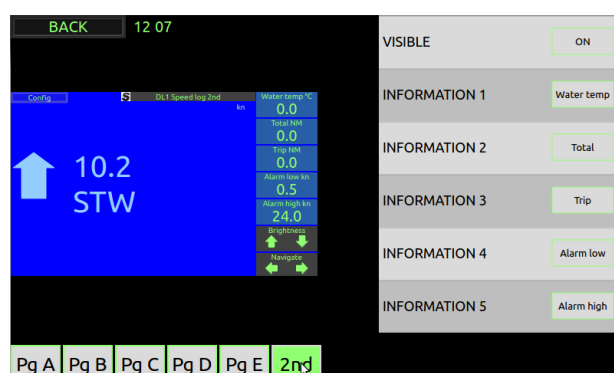 BACK 12 07
Config S DL1 Speed log 2nd
kn
10.2
STW
Water temp °C
0.0
Total NM
0.0
Trip NM
0.0
Alarm low kn
0.5
Alarm high kn
24.0
Brightness
Navigate
VISIBLE ON
INFORMATION 1 Water temp
INFORMATION 2 Total
INFORMATION 3 Trip
INFORMATION 4 Alarm low
INFORMATION 5 Alarm high
Pg A Pg B Pg C Pg D Pg E 2nd